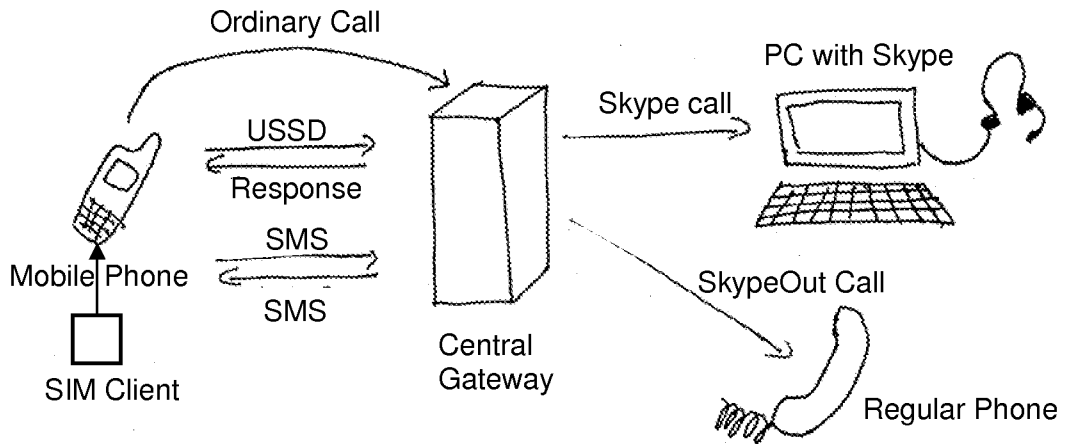 Ordinary Call
PC with Skype
Skype call
USSD
Response
SMS
Mobile Phone
SkypeOut Call
SMS
Central
Gateway
SIM Client
Regular Phone